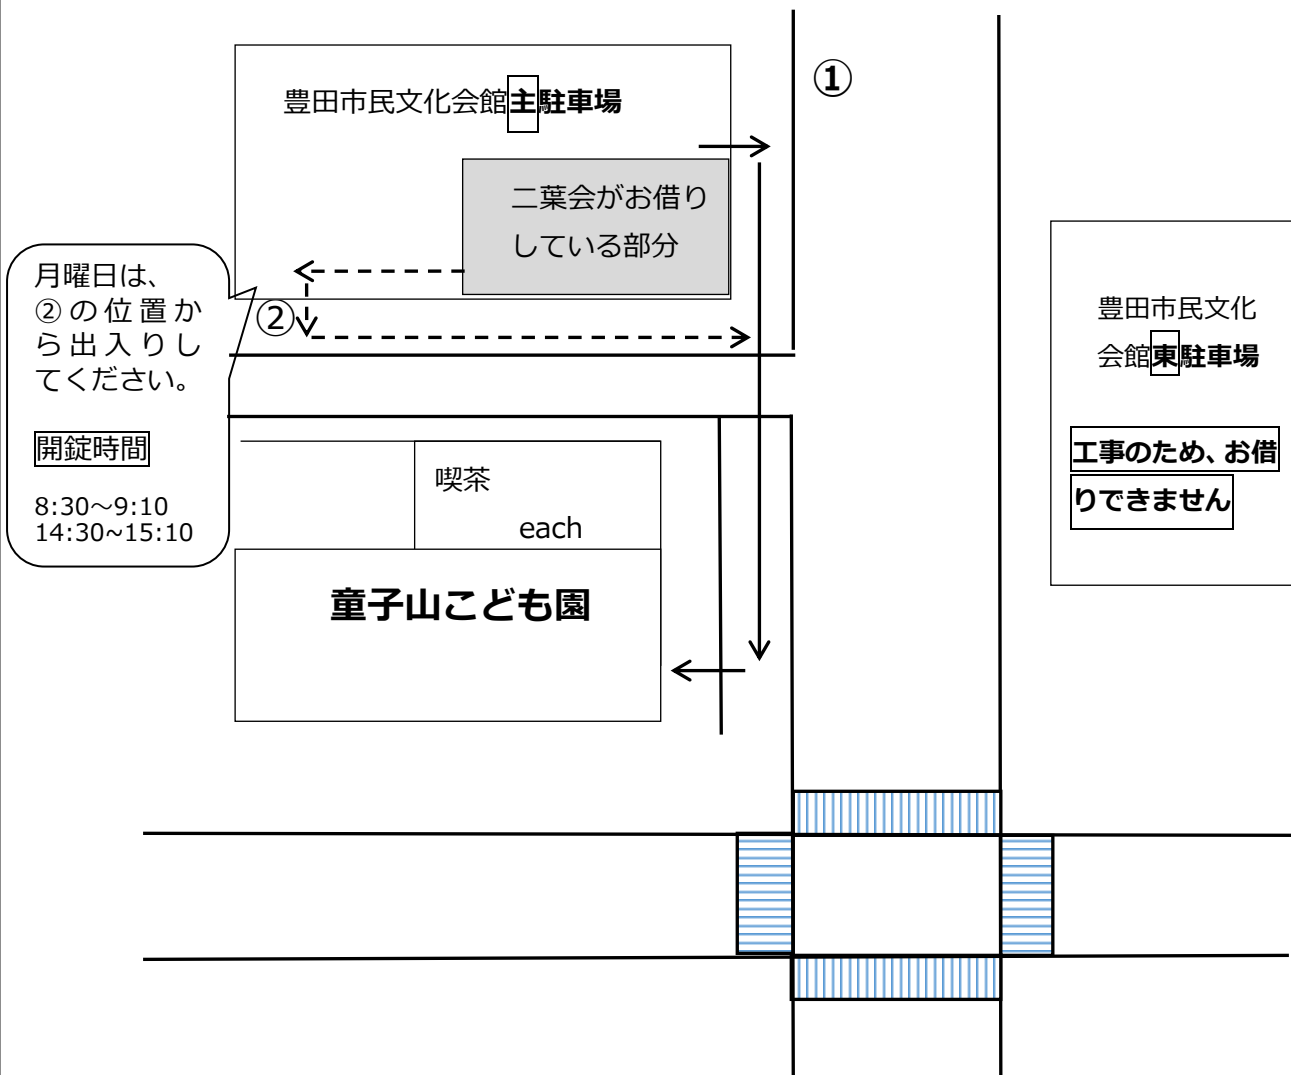 ①
豊田市民文化会館主駐車場
二葉会がお借り
している部分
月曜日は、
②の位置か
ら出入りし
てください。
開錠時間
8:30～9:10
14:30~15:10
②
豊田市民文化
会館東駐車場
工事のため、お借
りできません
喫茶
each
童子山こども園